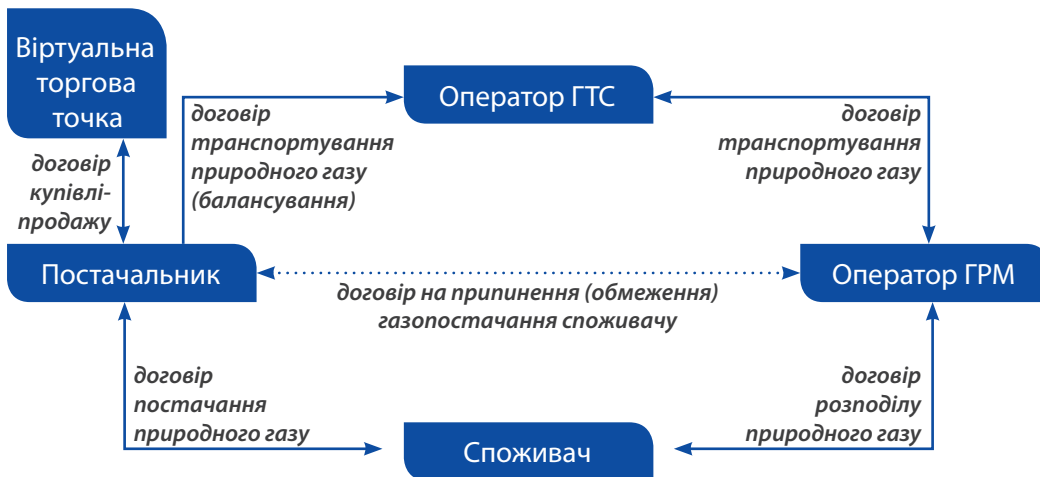 Віртуальна
торгова
точка
Оператор ГТС
договір
транспортування
природного газу
(балансування)
договір
транспортування
природного газу
договір
купівлі-
продажу
Постачальник
Оператор ГРМ
договір на припинення (обмеження)
газопостачання споживачу
договір
постачання
природного газу
договір
розподілу
природного газу
Споживач